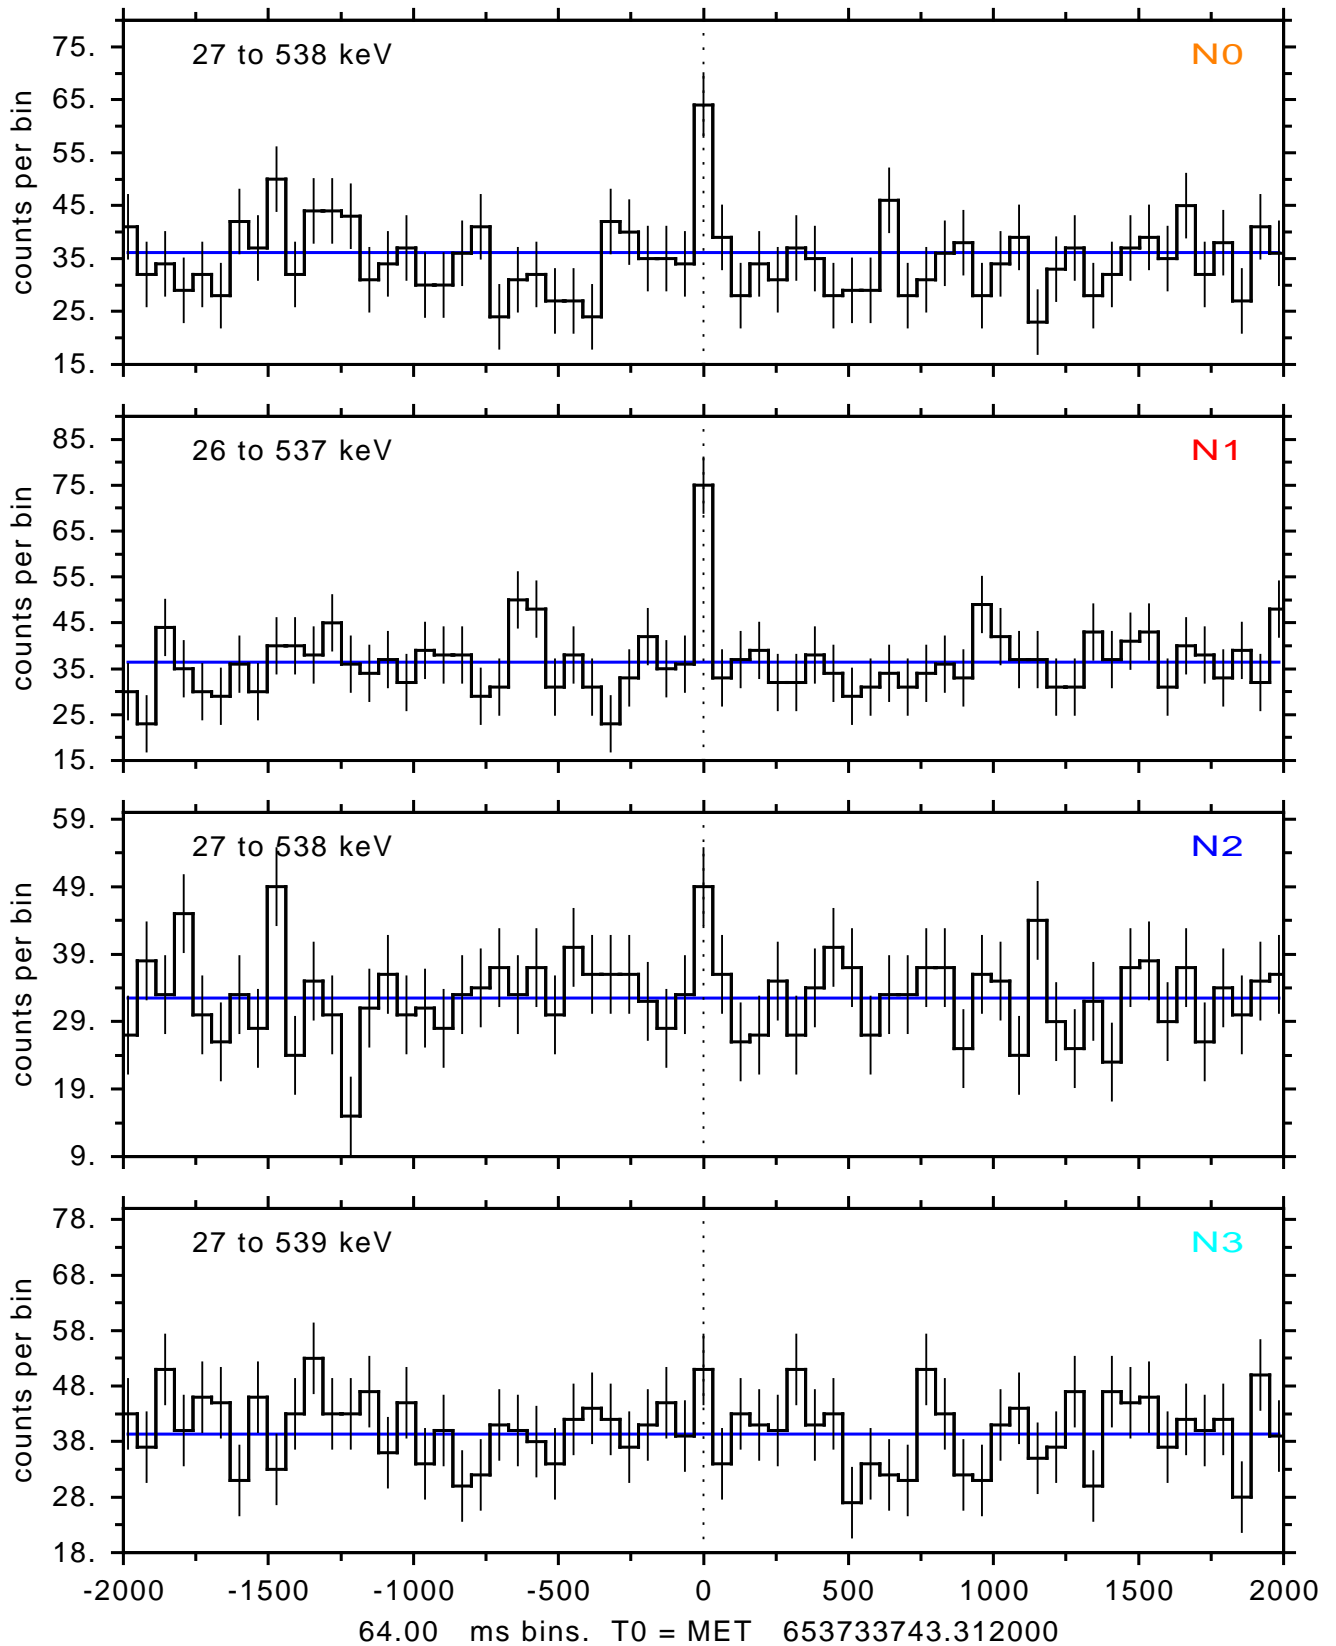 27 to 538 keV
N0
counts per bin
75.
65.
55.
45.
35.
25.
15.
26 to 537 keV
N1
counts per bin
85.
75.
65.
55.
45.
35.
25.
15.
27 to 538 keV
N2
counts per bin
59.
49.
39.
29.
19.
9.
27 to 539 keV
N3
counts per bin
78.
68.
58.
48.
38.
28.
18.
-2000 -1500 -1000 -500 0 500 1000 1500 2000
64.00 ms bins. T0 = MET 653733743.312000